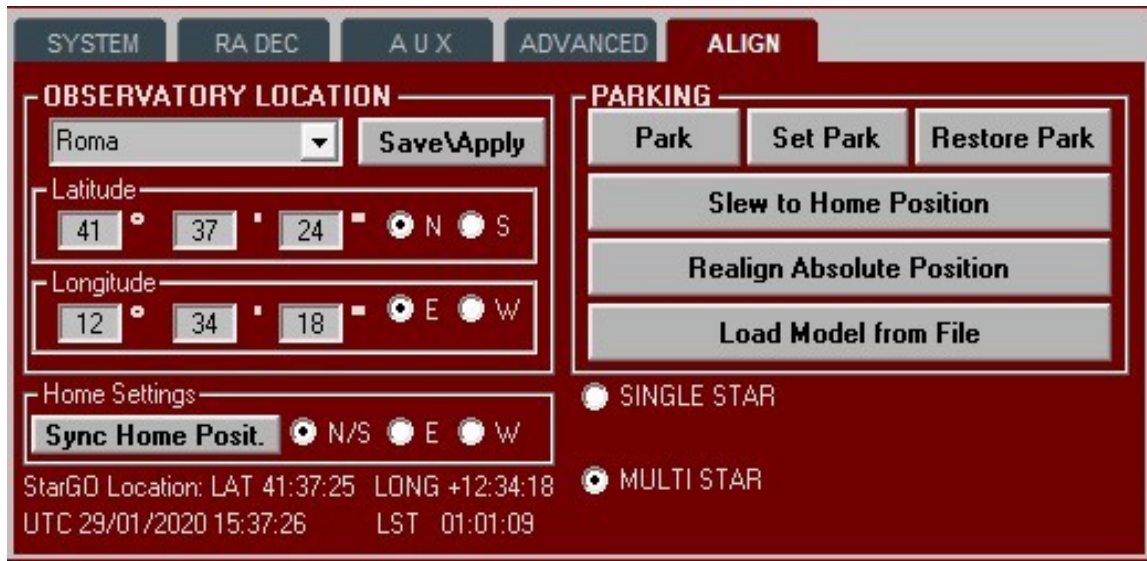 SYSTEM RA DEC A U X ADVANCED ALIGN
OBSERVATORY LOCATION
Roma Save\Apply
Latitude
41 ° 37 ' 24 " N S
Longitude
12 ° 34 ' 18 " E W
Home Settings
Sync Home Posit. N/S E W
StarGO Location: LAT 41:37:25 LONG +12:34:18
UTC 29/01/2020 15:37:26 LST 01:01:09
PARKING
Park Set Park Restore Park
Slew to Home Position
Realign Absolute Position
Load Model from File
SINGLE STAR
MULTI STAR